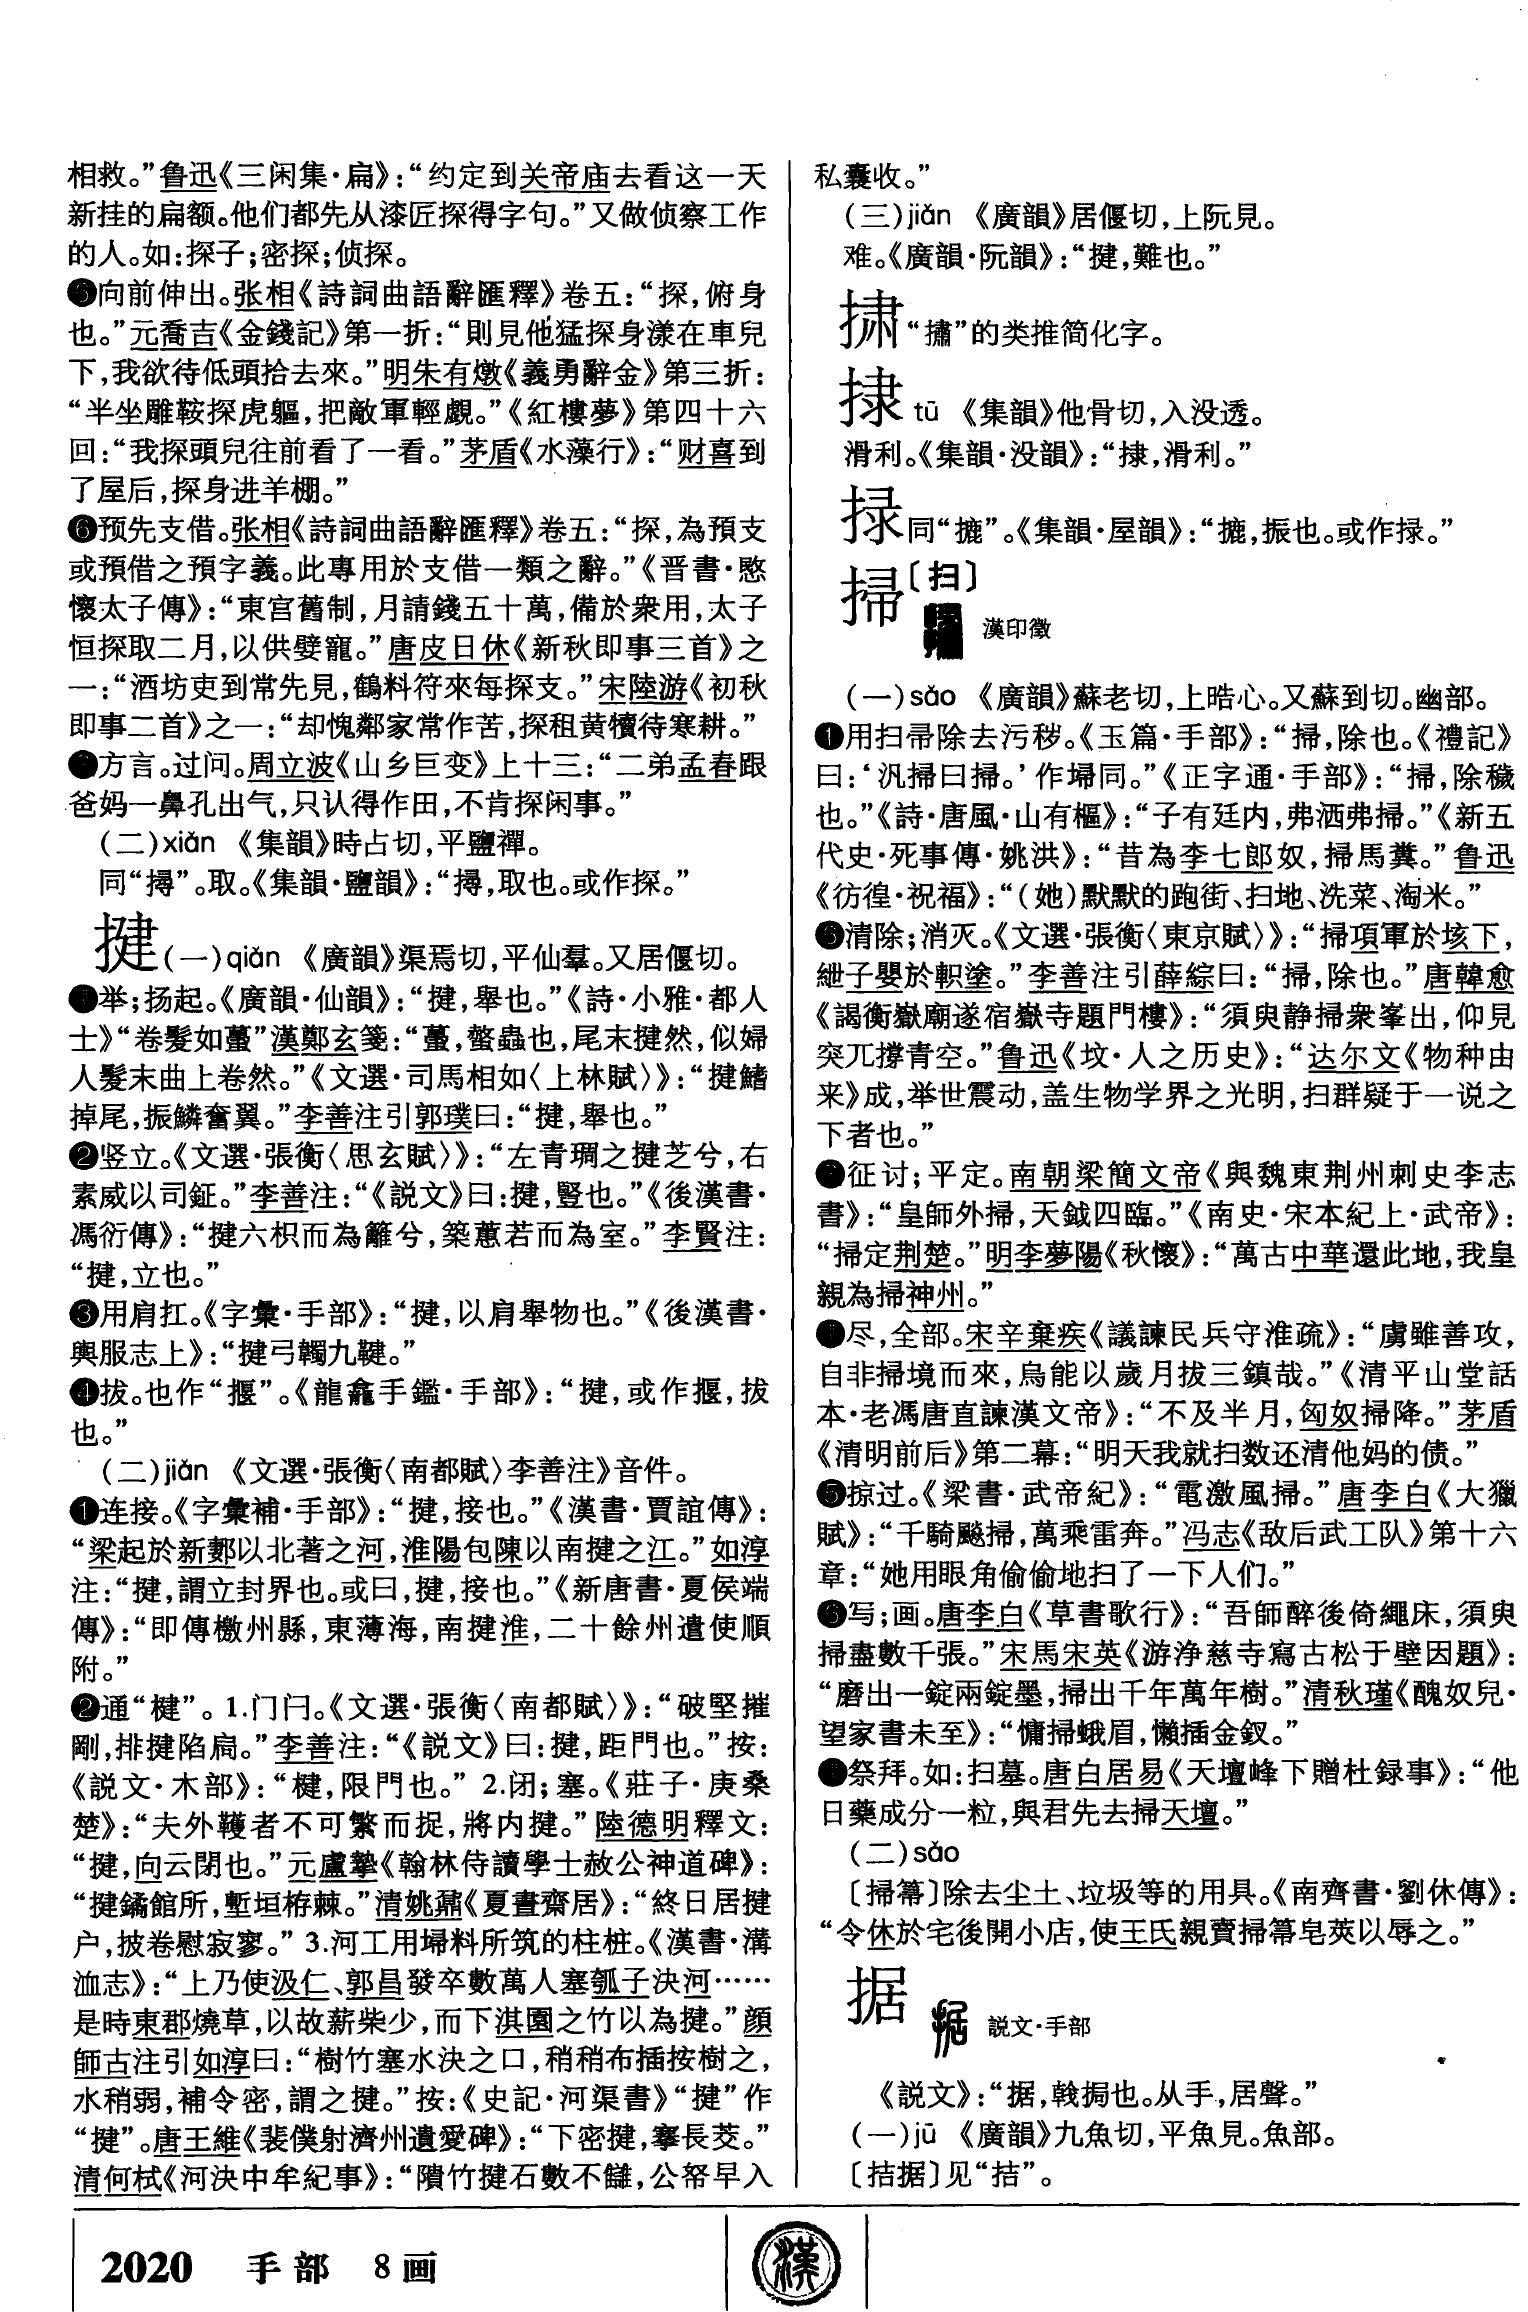 相救。”鲁迅《三闲集·扁》：“约定到关帝庙去看这一天
新挂的扁额。他们都先从漆匠探得字句。”又做侦察工作
的人。如：探子；密探；侦探。
❺向前伸出。张相《詩詞曲語辭匯釋》卷五：“探，俯身
也。”元喬吉《金錢記》第一折：“則見他猛探身漾在車兒
下，我欲待低頭拾去來。”明朱有燉《義勇辭金》第三折：
“半坐雕鞍探虎軀，把敵軍輕覷。”《紅樓夢》第四十六
回：“我探頭兒往前看了一看。”茅盾《水藻行》：“财喜到
了屋后，探身进羊棚。”
❻预先支借。张相《詩詞曲語辭匯釋》卷五：“探，為預支
或預借之預字義。此專用於支借一類之辭。”《晋書·愍
懷太子傳》：“東宫舊制，月請錢五十萬，備於衆用，太子
恒探取二月，以供嬖寵。”唐皮日休《新秋即事三首》之
一：“酒坊吏到常先見，鶴料符來每探支。”宋陸游《初秋
即事二首》之一：“却愧鄰家常作苦，探租黄犢待寒耕。”
❼方言。过问。周立波《山乡巨变》上十三：“二弟孟春跟
爸妈一鼻孔出气，只认得作田，不肯探闲事。”
（二）xián 《集韻》時占切，平鹽禪。
同“撏”。取。《集韻·鹽韻》：“撏，取也。或作探。”
揵（一）qián 《廣韻》渠焉切，平仙羣。又居偃切。
❶举；扬起。《廣韻·仙韻》：“揵，舉也。”《詩·小雅·都人
士》“卷髮如蠆”漢鄭玄箋：“蠆，螫蟲也，尾末揵然，似婦
人髮末曲上卷然。”《文選·司馬相如〈上林賦〉》：“揵鰭
掉尾，振鱗奮翼。”李善注引郭璞曰：“揵，舉也。”
❷竖立。《文選·張衡〈思玄賦〉》：“左青琱之揵芝兮，右
素威以司鉦。”李善注：“《説文》曰：揵，豎也。”《後漢書·
馮衍傳》：“揵六枳而為籬兮，築蕙若而為室。”李賢注：
“揵，立也。”
❸用肩扛。《字彙·手部》：“揵，以肩舉物也。”《後漢書·
輿服志上》：“揵弓韣九鞬。”
❹拔。也作“揠”。《龍龕手鑑·手部》：“揵，或作揠，拔
也。”
（二）jiàn 《文選·張衡〈南都賦〉李善注》音件。
❶连接。《字彙補·手部》：“揵，接也。”《漢書·賈誼傳》：
“梁起於新郪以北著之河，淮陽包陳以南揵之江。”如淳
注：“揵，謂立封界也。或曰，揵，接也。”《新唐書·夏侯端
傳》：“即傳檄州縣，東薄海，南揵淮，二十餘州遣使順
附。”
❷通“楗”。1.门闩。《文選·張衡〈南都賦〉》：“破堅摧
剛，排揵陷扃。”李善注：“《説文》曰：揵，距門也。”按：
《説文·木部》：“楗，限門也。” 2.闭；塞。《莊子·庚桑
楚》：“夫外韄者不可繁而捉，將内揵。”陸德明釋文：
“揵，向云閉也。”元盧摯《翰林侍讀學士赦公神道碑》：
“揵鐍館所，塹垣栫棘。”清姚鼐《夏晝齋居》：“終日居揵
户，披卷慰寂寥。” 3.河工用埽料所筑的柱桩。《漢書·溝
洫志》：“上乃使汲仁、郭昌發卒數萬人塞瓠子決河……
是時東郡燒草，以故薪柴少，而下淇園之竹以為揵。”顔
師古注引如淳曰：“樹竹塞水決之口，稍稍布插按樹之，
水稍弱，補令密，謂之揵。”按：《史記·河渠書》“揵”作
“楗”。唐王維《裴僕射濟州遺愛碑》：“下密揵，搴長茭。”
清何栻《河決中牟紀事》：“隤竹揵石數不讎，公帑早入
私囊收。”
（三）jiǎn 《廣韻》居偃切，上阮見。
难。《廣韻·阮韻》：“揵，難也。”
𢭃“㩋”的类推简化字。
捸 tū 《集韻》他骨切，入没透。
滑利。《集韻·没韻》：“捸，滑利。”
㧽同“摝”。《集韻·屋韻》：“摝，振也。或作㧽。”
掃〔扫〕
漢印徵
（一）sǎo 《廣韻》蘇老切，上晧心。又蘇到切。幽部。
❶用扫帚除去污秽。《玉篇·手部》：“掃，除也。《禮記》
曰：‘汎掃曰掃。’作埽同。”《正字通·手部》：“掃，除穢
也。”《詩·唐風·山有樞》：“子有廷内，弗洒弗掃。”《新五
代史·死事傳·姚洪》：“昔為李七郎奴，掃馬糞。”鲁迅
《彷徨·祝福》：“（她）默默的跑街、扫地、洗菜、淘米。”
❷清除；消灭。《文選·張衡〈東京賦〉》：“掃項軍於垓下，
紲子嬰於軹塗。”李善注引薛綜曰：“掃，除也。”唐韓愈
《謁衡嶽廟遂宿嶽寺題門樓》：“須臾静掃衆峯出，仰見
突兀撐青空。”鲁迅《坟·人之历史》：“达尔文《物种由
来》成，举世震动，盖生物学界之光明，扫群疑于一说之
下者也。”
❸征讨；平定。南朝梁簡文帝《與魏東荆州刺史李志
書》：“皇師外掃，天鉞四臨。”《南史·宋本紀上·武帝》：
“掃定荆楚。”明李夢陽《秋懷》：“萬古中華還此地，我皇
親為掃神州。”
❹尽，全部。宋辛棄疾《議諫民兵守淮疏》：“虜雖善攻，
自非掃境而來，烏能以歲月拔三鎮哉。”《清平山堂話
本·老馮唐直諫漢文帝》：“不及半月，匈奴掃降。”茅盾
《清明前后》第二幕：“明天我就扫数还清他妈的债。”
❺掠过。《梁書·武帝紀》：“電激風掃。”唐李白《大獵
賦》：“千騎飈掃，萬乘雷奔。”冯志《敌后武工队》第十六
章：“她用眼角偷偷地扫了一下人们。”
❻写；画。唐李白《草書歌行》：“吾師醉後倚繩床，須臾
掃盡數千張。”宋馬宋英《游浄慈寺寫古松于壁因題》：
“磨出一錠兩錠墨，掃出千年萬年樹。”清秋瑾《醜奴兒·
望家書未至》：“慵掃蛾眉，懶插金釵。”
❼祭拜。如：扫墓。唐白居易《天壇峰下贈杜録事》：“他
日藥成分一粒，與君先去掃天壇。”
（二）sào
〔掃箒〕除去尘土、垃圾等的用具。《南齊書·劉休傳》：
“令休於宅後開小店，使王氏親賣掃箒皂莢以辱之。”
据
説文·手部
《説文》：“据，戟挶也。从手，居聲。”
（一）jū 《廣韻》九魚切，平魚見。魚部。
〔拮据〕见“拮”。
2020 手部 8画
漢